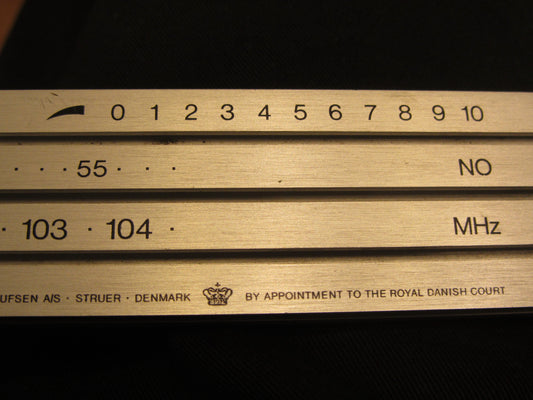 0 1 2 3 4 5 6 7 8 9 10
· · · 55 · · · NO
· 103 · 104 · MHz
UFSEN A/S · STRUER · DENMARK BY APPOINTMENT TO THE ROYAL DANISH COURT